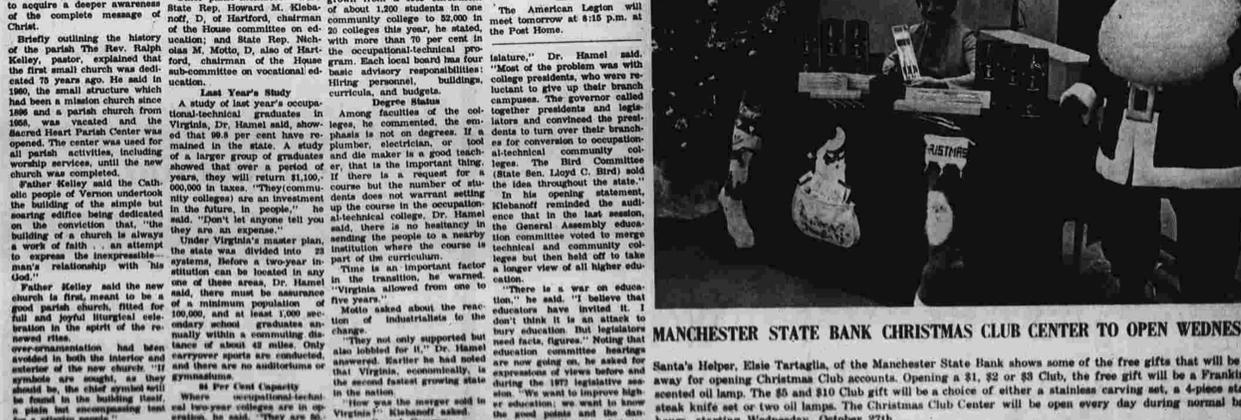 to acquire a deeper awareness
of the complete message of
Christ.
Briefly outlining the history
of the parish The Rev. Ralph
Kelley, pastor, explained that
the first small church was dedi-
cated 75 years ago. He said in
1960, the small structure which
had been a mission church since
1896 and a parish church from
1958, was vacated and the
Sacred Heart Parish Center was
opened. The center was used for
all parish activities, including
worship services, until the new
church was completed.
Father Kelley said the Cath-
olic people of Vernon undertook
the building of the simple but
soaring edifice being dedicated
on the conviction that, "the
building of a church is always
a work of faith . . an attempt
to express the inexpressible—
man's relationship with his
God."
Father Kelley said the new
church is first, meant to be a
good parish church, fitted for
full and joyful liturgical cele-
bration in the spirit of the re-
newed rites.
over-ornamentation had been
avoided in both the interior and
exterior of the new church. "If
symbols are sought, as they
should be, the chief symbol will
be found in the building itself,
State Rep. Howard M. Kleba-
noff, D, of Hartford, chairman
of the House committee on ed-
ucation; and State Rep. Nich-
olas M. Motto, D, also of Hart-
ford, chairman of the House
sub-committee on vocational ed-
ucation.
Last Year's Study
A study of last year's occupa-
tional-technical graduates in
Virginia, Dr. Hamel said, show-
ed that 99.8 per cent have re-
mained in the state. A study
of a larger group of graduates
showed that over a period of
years, they will return $1,100,-
000,000 in taxes. "They(commu-
nity colleges) are an investment
in the future, in people," he
said. "Don't let anyone tell you
they are an expense."
Under Virginia's master plan,
the state was divided into 23
systems, Before a two-year in-
stitution can be located in any
one of these areas, Dr. Hamel
said, there must be assurance
of a minimum population of
100,000, and at least 1,000 sec-
ondary school graduates an-
nually within a commuting dis-
tance of about 42 miles. Only
carryover sports are conducted,
and there are no auditoriums or
gymnasiums.
Per Cent Capacity
Where occupational-techni-
cal two-year colleges are in op-
eration, he said, "They are
of about 1,200 students in one
community college to 52,000 in
20 colleges this year, he stated,
with more than 70 per cent in
the occupational-technical pro-
gram. Each local board has four
basic advisory responsibilities:
Hiring personnel, buildings,
curricula, and budgets.
Degree Status
Among faculties of the col-
leges, he commented, the em-
phasis is not on degrees. If a
plumber, electrician, or tool
and die maker is a good teach-
er, that is the important thing.
If there is a request for a
course but the number of stu-
dents does not warrant setting
up the course in the occupation-
al-technical college, Dr. Hamel
said, there is no hesitancy in
sending the people to a nearby
institution where the course is
part of the curriculum.
Time is an important factor
in the transition, he warned.
"Virginia allowed from one to
five years."
Motto asked about the reac-
tion of industrialists to the
change.
"They not only supported but
also lobbied for it," Dr. Hamel
answered. Earlier he had noted
that Virginia, economically, is
the second fastest growing state
in the nation.
"How was the merger sold in
Virginia?" Klebanoff asked.
The American Legion will
meet tomorrow at 8:15 p.m. at
the Post Home.
islature," Dr. Hamel said.
"Most of the problem was with
college presidents, who were re-
luctant to give up their branch
campuses. The governor called
together presidents and legis-
lators and convinced the presi-
dents to turn over their branch-
es for conversion to occupation-
al-technical community col-
leges. The Bird Committee
(State Sen. Lloyd C. Bird) sold
the idea throughout the state."
In his opening statement,
Klebanoff reminded the audi-
ence that in the last session,
the General Assembly educa-
tion committee voted to merge
technical and community col-
leges but then held off to take
a longer view of all higher edu-
cation.
"There is a war on educa-
tion," he said. "I believe that
educators have invited it. I
don't think it is an attack to
bury education. But legislators
need facts, figures." Noting that
education committee hearings
are now going on, he asked for
expressions of views before and
during the 1972 legislative ses-
sion. "We want to improve high-
er education; we want to know
the good points and the dan-
CHRISTMAS
MANCHESTER STATE BANK CHRISTMAS CLUB CENTER TO OPEN WEDNES
Santa's Helper, Elsie Tartaglia, of the Manchester State Bank shows some of the free gifts that will be
away for opening Christmas Club accounts. Opening a $1, $2 or $3 Club, the free gift will be a Frankli
scented oil lamp. The $5 and $10 Club gift will be a choice of either a stainless carving set, a 4-piece sta
steak knife set or two oil lamps. The Christmas Club Center will be open every day during normal b